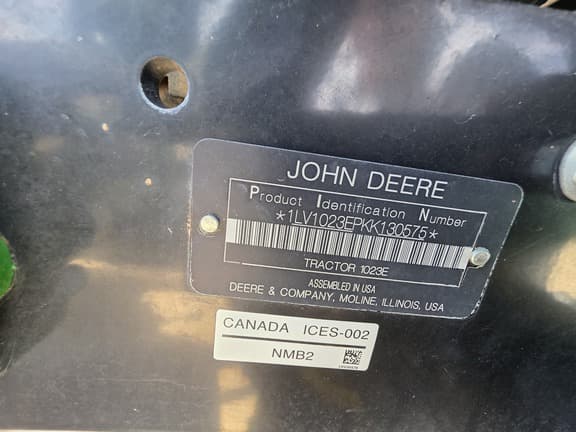 JOHN DEERE
Product Identification Number
*1LV1023EPKK130575*
TRACTOR 1023E
ASSEMBLED IN USA
DEERE & COMPANY, MOLINE, ILLINOIS, USA
CANADA ICES-002
NMB2